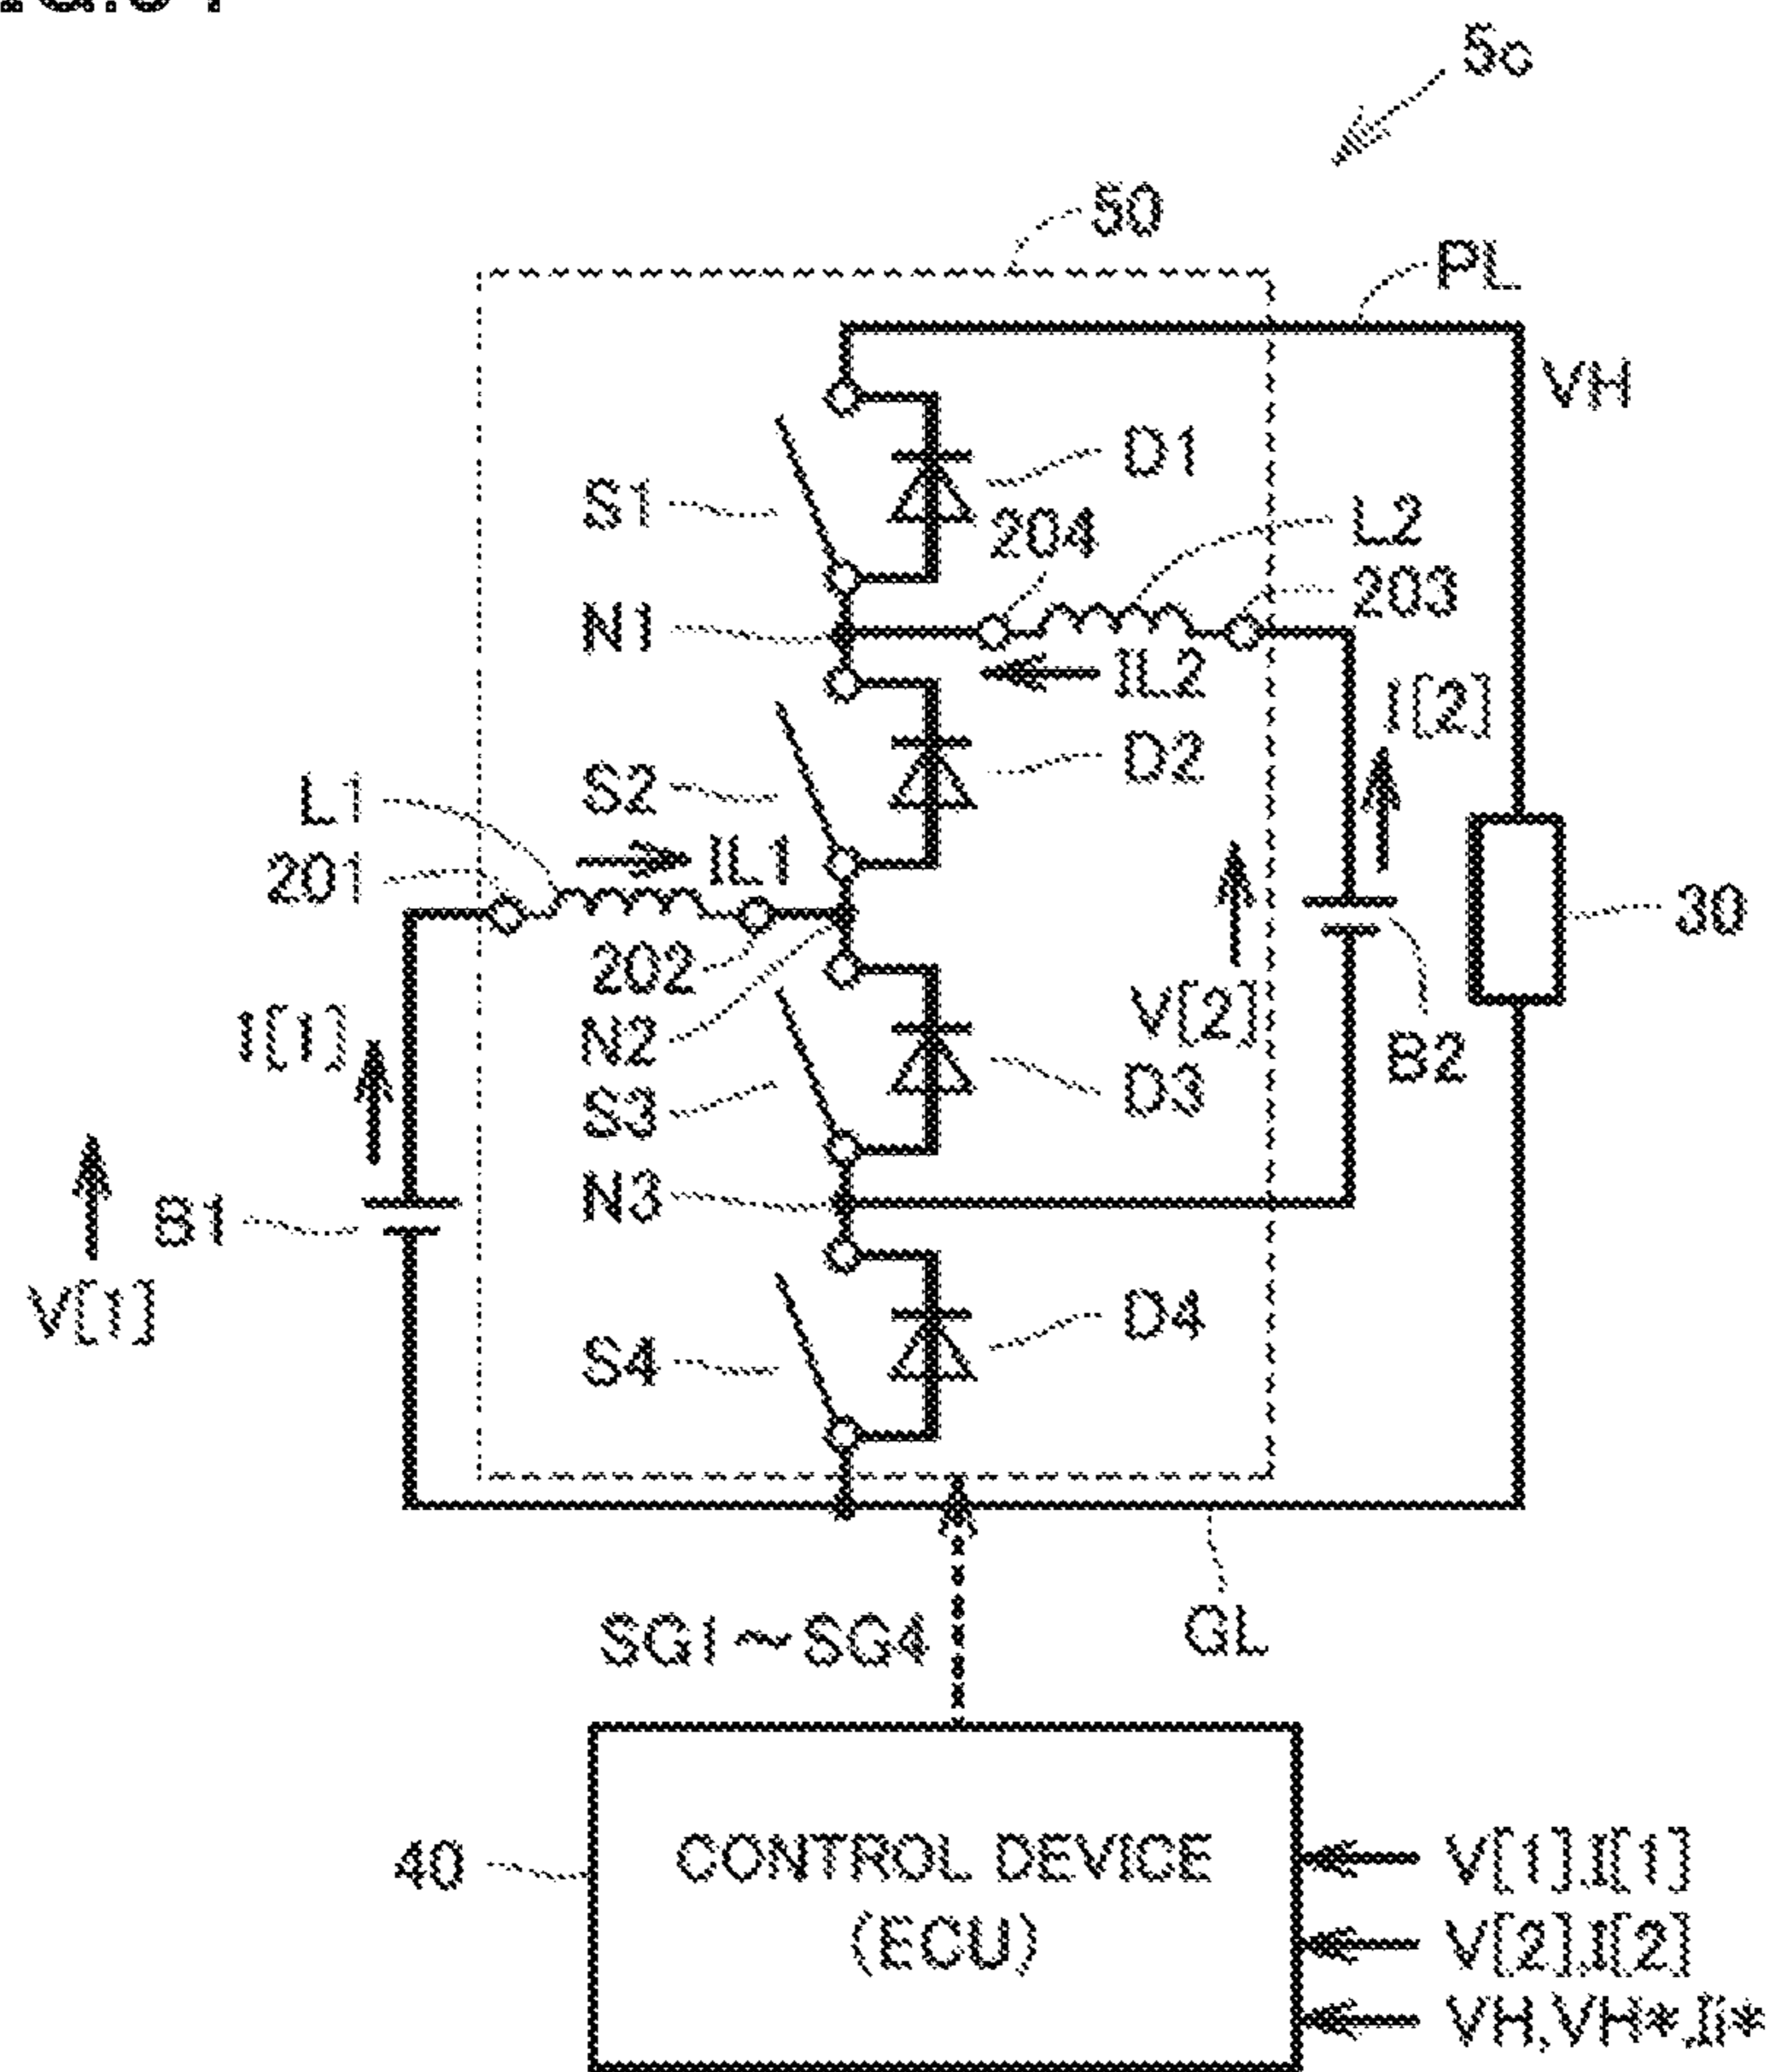 5c
50
PL
VH
D1
S1
L2
204
203
N1
IL2
I[2]
D2
S2
L1
IL1
201
30
202
I[1]
V[2]
N2
B2
D3
S3
N3
B1
V[1]
D4
S4
SG1~SG4
GL
40
CONTROL DEVICE
(ECU)
V[1],I[1]
V[2],I[2]
VH,VH*,Ii*